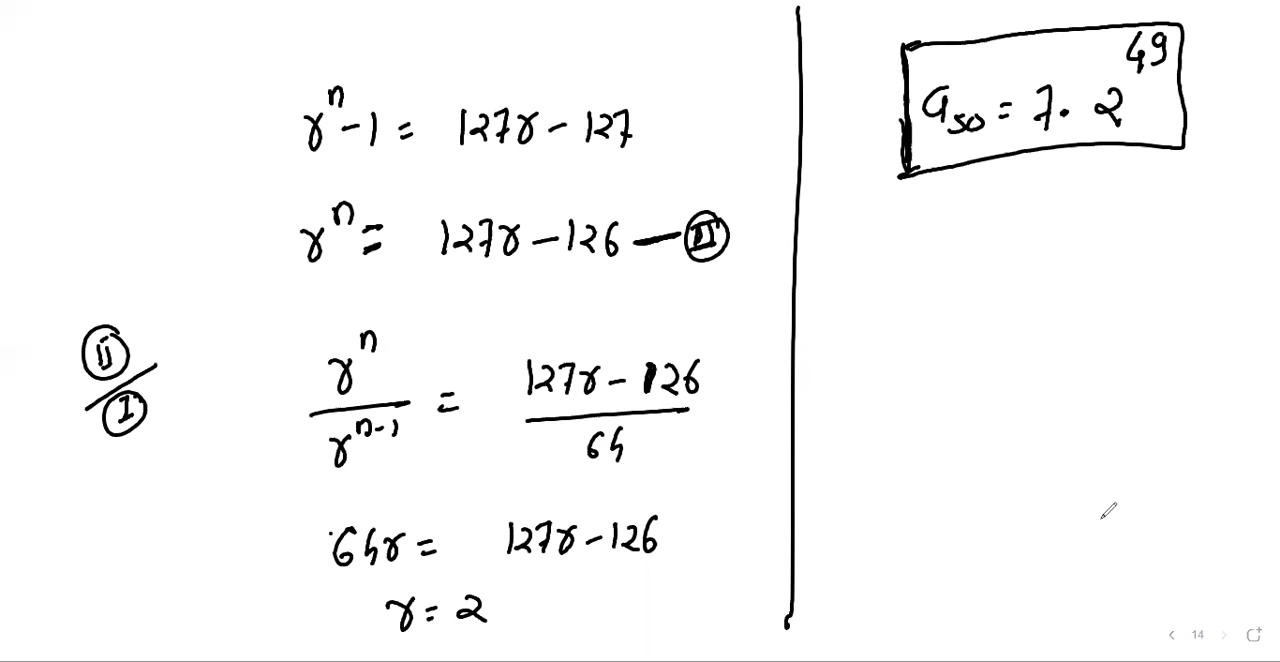 r^n - 1 = 127r - 127
r^n = 127r - 126 — II
II / I
r^n / r^(n-1) = (127r - 126) / 64
64r = 127r - 126
r = 2
a_50 = 7 · 2^49
14